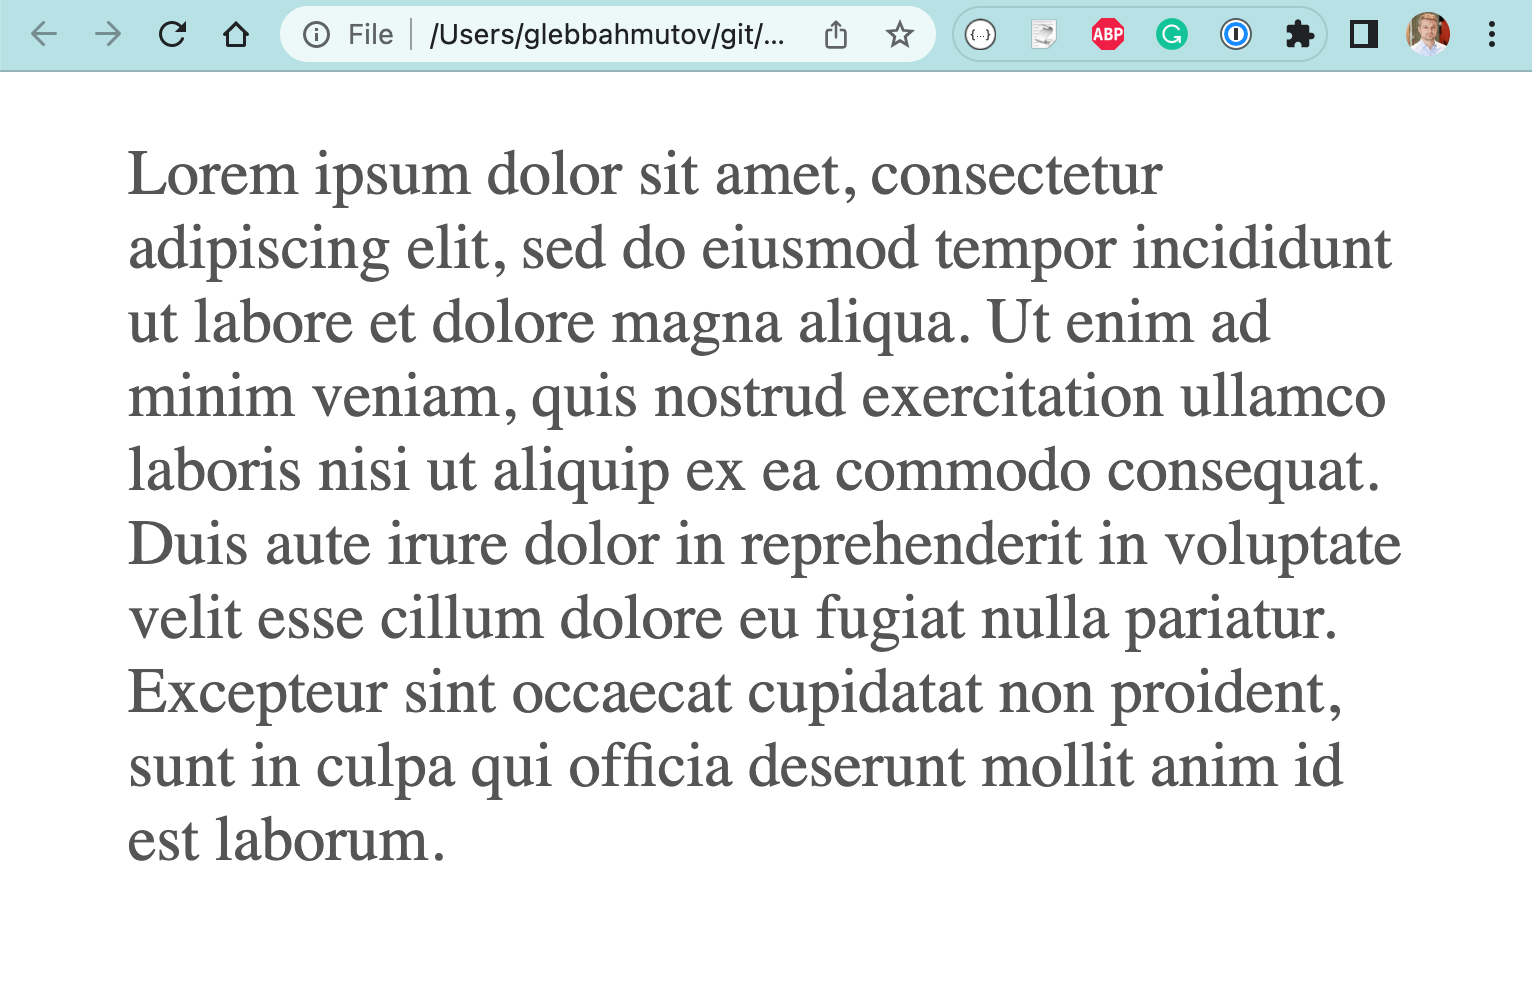 File /Users/glebbahmutov/git/...
{...}
ABP
G
Lorem ipsum dolor sit amet, consectetur
adipiscing elit, sed do eiusmod tempor incididunt
ut labore et dolore magna aliqua. Ut enim ad
minim veniam, quis nostrud exercitation ullamco
laboris nisi ut aliquip ex ea commodo consequat.
Duis aute irure dolor in reprehenderit in voluptate
velit esse cillum dolore eu fugiat nulla pariatur.
Excepteur sint occaecat cupidatat non proident,
sunt in culpa qui officia deserunt mollit anim id
est laborum.